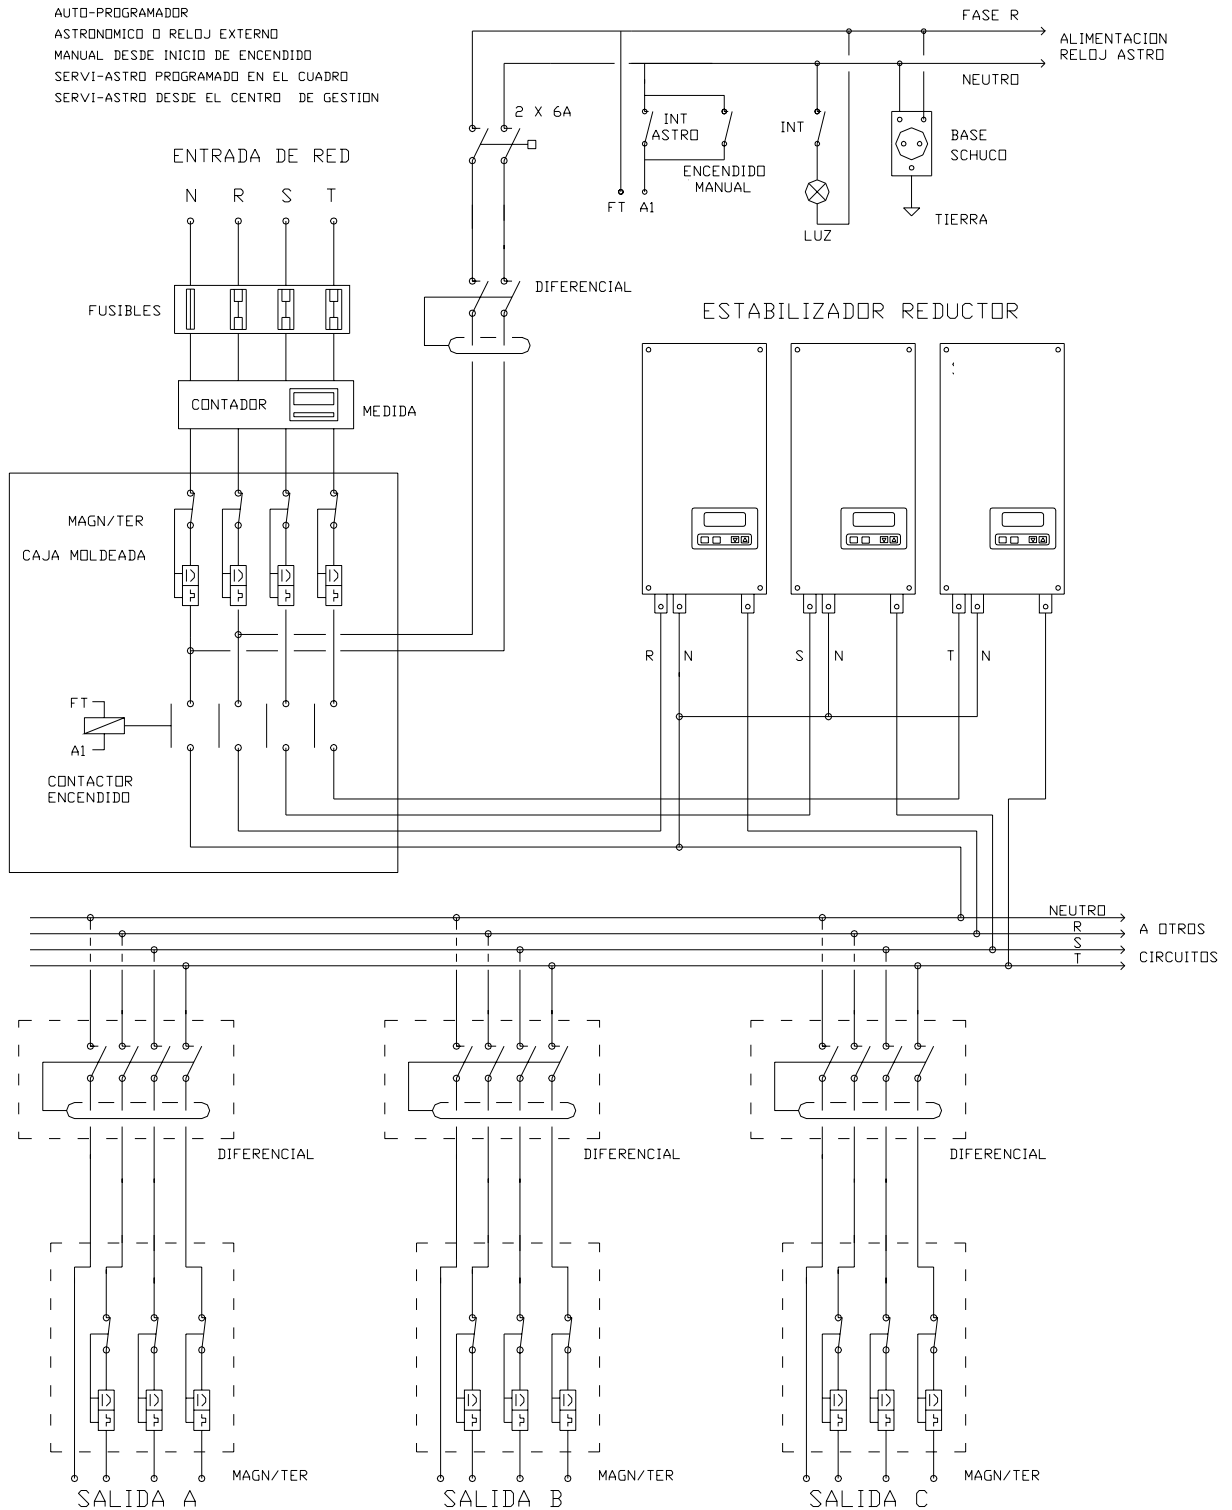 AUTO-PROGRAMADOR
ASTRONOMICO O RELOJ EXTERNO
MANUAL DESDE INICIO DE ENCENDIDO
SERVI-ASTRO PROGRAMADO EN EL CUADRO
SERVI-ASTRO DESDE EL CENTRO DE GESTION
FASE R
ALIMENTACION
RELOJ ASTRO
NEUTRO
2 X 6A
INT
ASTRO
INT
BASE
SCHUCO
ENCENDIDO
MANUAL
FT A1
LUZ
TIERRA
ENTRADA DE RED
N R S T
DIFERENCIAL
FUSIBLES
ESTABILIZADOR REDUCTOR
CONTADOR
MEDIDA
MAGN/TER
CAJA MOLDEADA
R N
S N
T N
FT
A1
CONTACTOR
ENCENDIDO
NEUTRO
R
S
T
A OTROS
CIRCUITOS
DIFERENCIAL
DIFERENCIAL
DIFERENCIAL
MAGN/TER
MAGN/TER
MAGN/TER
SALIDA A
SALIDA B
SALIDA C